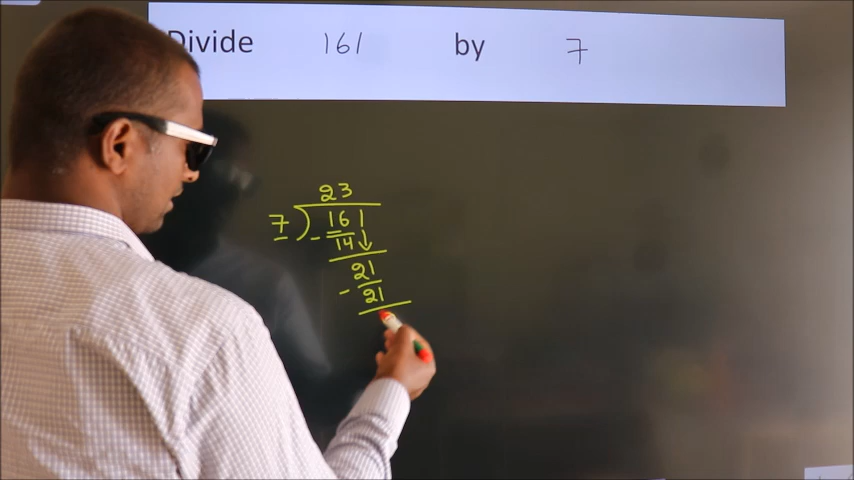 Divide 161 by 7
23
7 ) 161
- 14 ↓
21
- 21